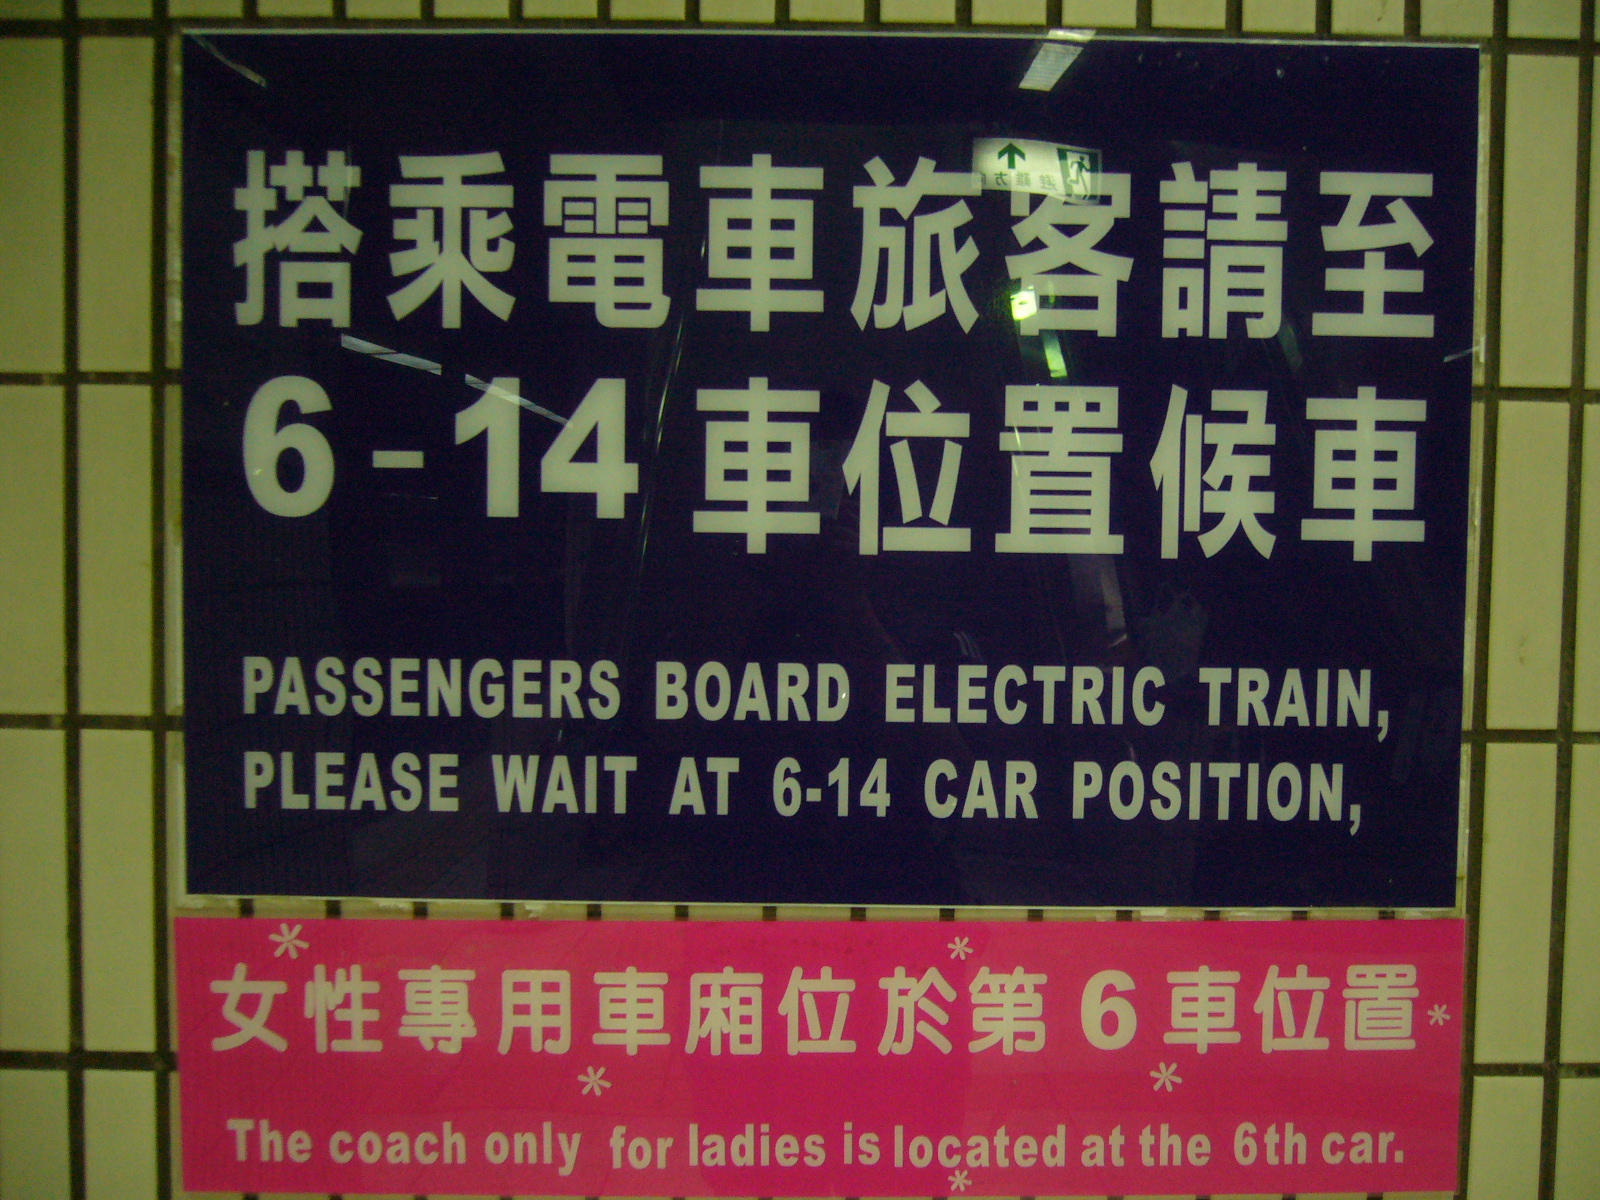 搭乘電車旅客請至
6-14車位置候車
PASSENGERS BOARD ELECTRIC TRAIN,
PLEASE WAIT AT 6-14 CAR POSITION,
女性專用車廂位於第6車位置
The coach only for ladies is located at the 6th car.